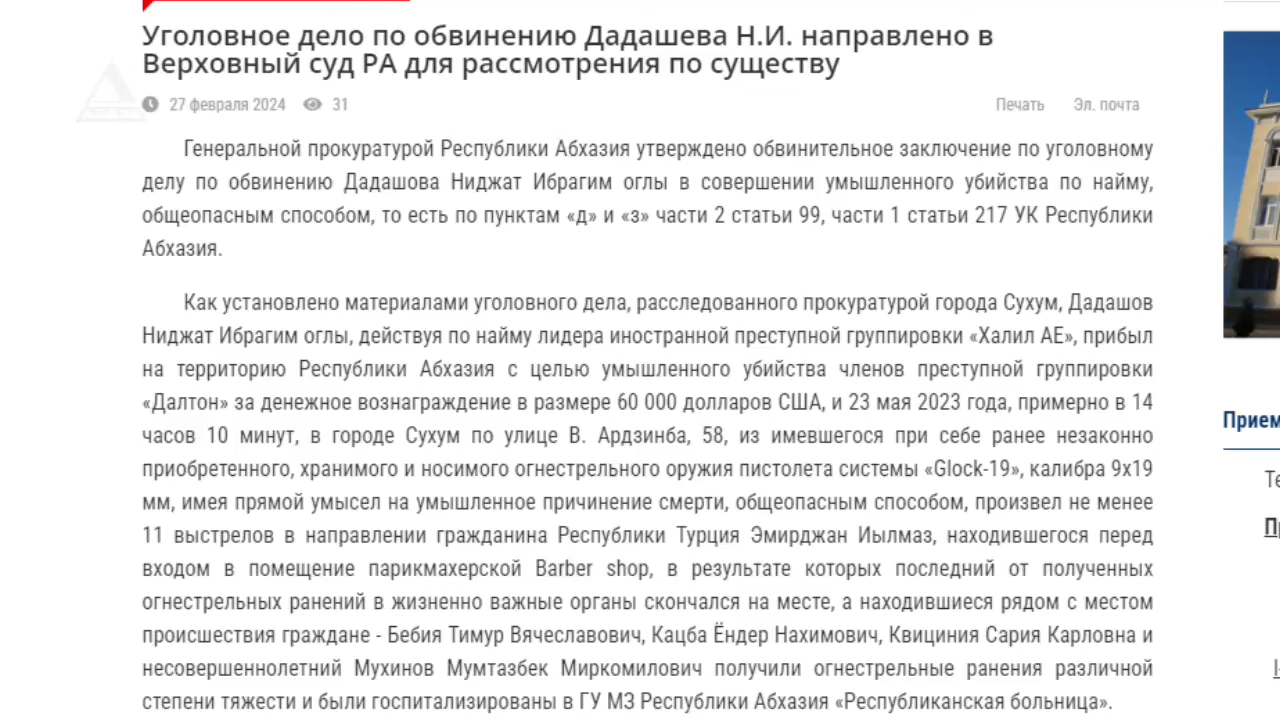 Уголовное дело по обвинению Дадашева Н.И. направлено в
Верховный суд РА для рассмотрения по существу
27 февраля 2024 31 Печать Эл. почта
Генеральной прокуратурой Республики Абхазия утверждено обвинительное заключение по уголовному
делу по обвинению Дадашова Ниджат Ибрагим оглы в совершении умышленного убийства по найму,
общеопасным способом, то есть по пунктам «д» и «з» части 2 статьи 99, части 1 статьи 217 УК Республики
Абхазия.
Как установлено материалами уголовного дела, расследованного прокуратурой города Сухум, Дадашов
Ниджат Ибрагим оглы, действуя по найму лидера иностранной преступной группировки «Халил АЕ», прибыл
на территорию Республики Абхазия с целью умышленного убийства членов преступной группировки
«Далтон» за денежное вознаграждение в размере 60 000 долларов США, и 23 мая 2023 года, примерно в 14
часов 10 минут, в городе Сухум по улице В. Ардзинба, 58, из имевшегося при себе ранее незаконно
приобретенного, хранимого и носимого огнестрельного оружия пистолета системы «Glock-19», калибра 9х19
мм, имея прямой умысел на умышленное причинение смерти, общеопасным способом, произвел не менее
11 выстрелов в направлении гражданина Республики Турция Эмирджан Иылмаз, находившегося перед
входом в помещение парикмахерской Barber shop, в результате которых последний от полученных
огнестрельных ранений в жизненно важные органы скончался на месте, а находившиеся рядом с местом
происшествия граждане - Бебия Тимур Вячеславович, Кацба Ёндер Нахимович, Квициния Сария Карловна и
несовершеннолетний Мухинов Мумтазбек Миркомилович получили огнестрельные ранения различной
степени тяжести и были госпитализированы в ГУ МЗ Республики Абхазия «Республиканская больница».
Прием